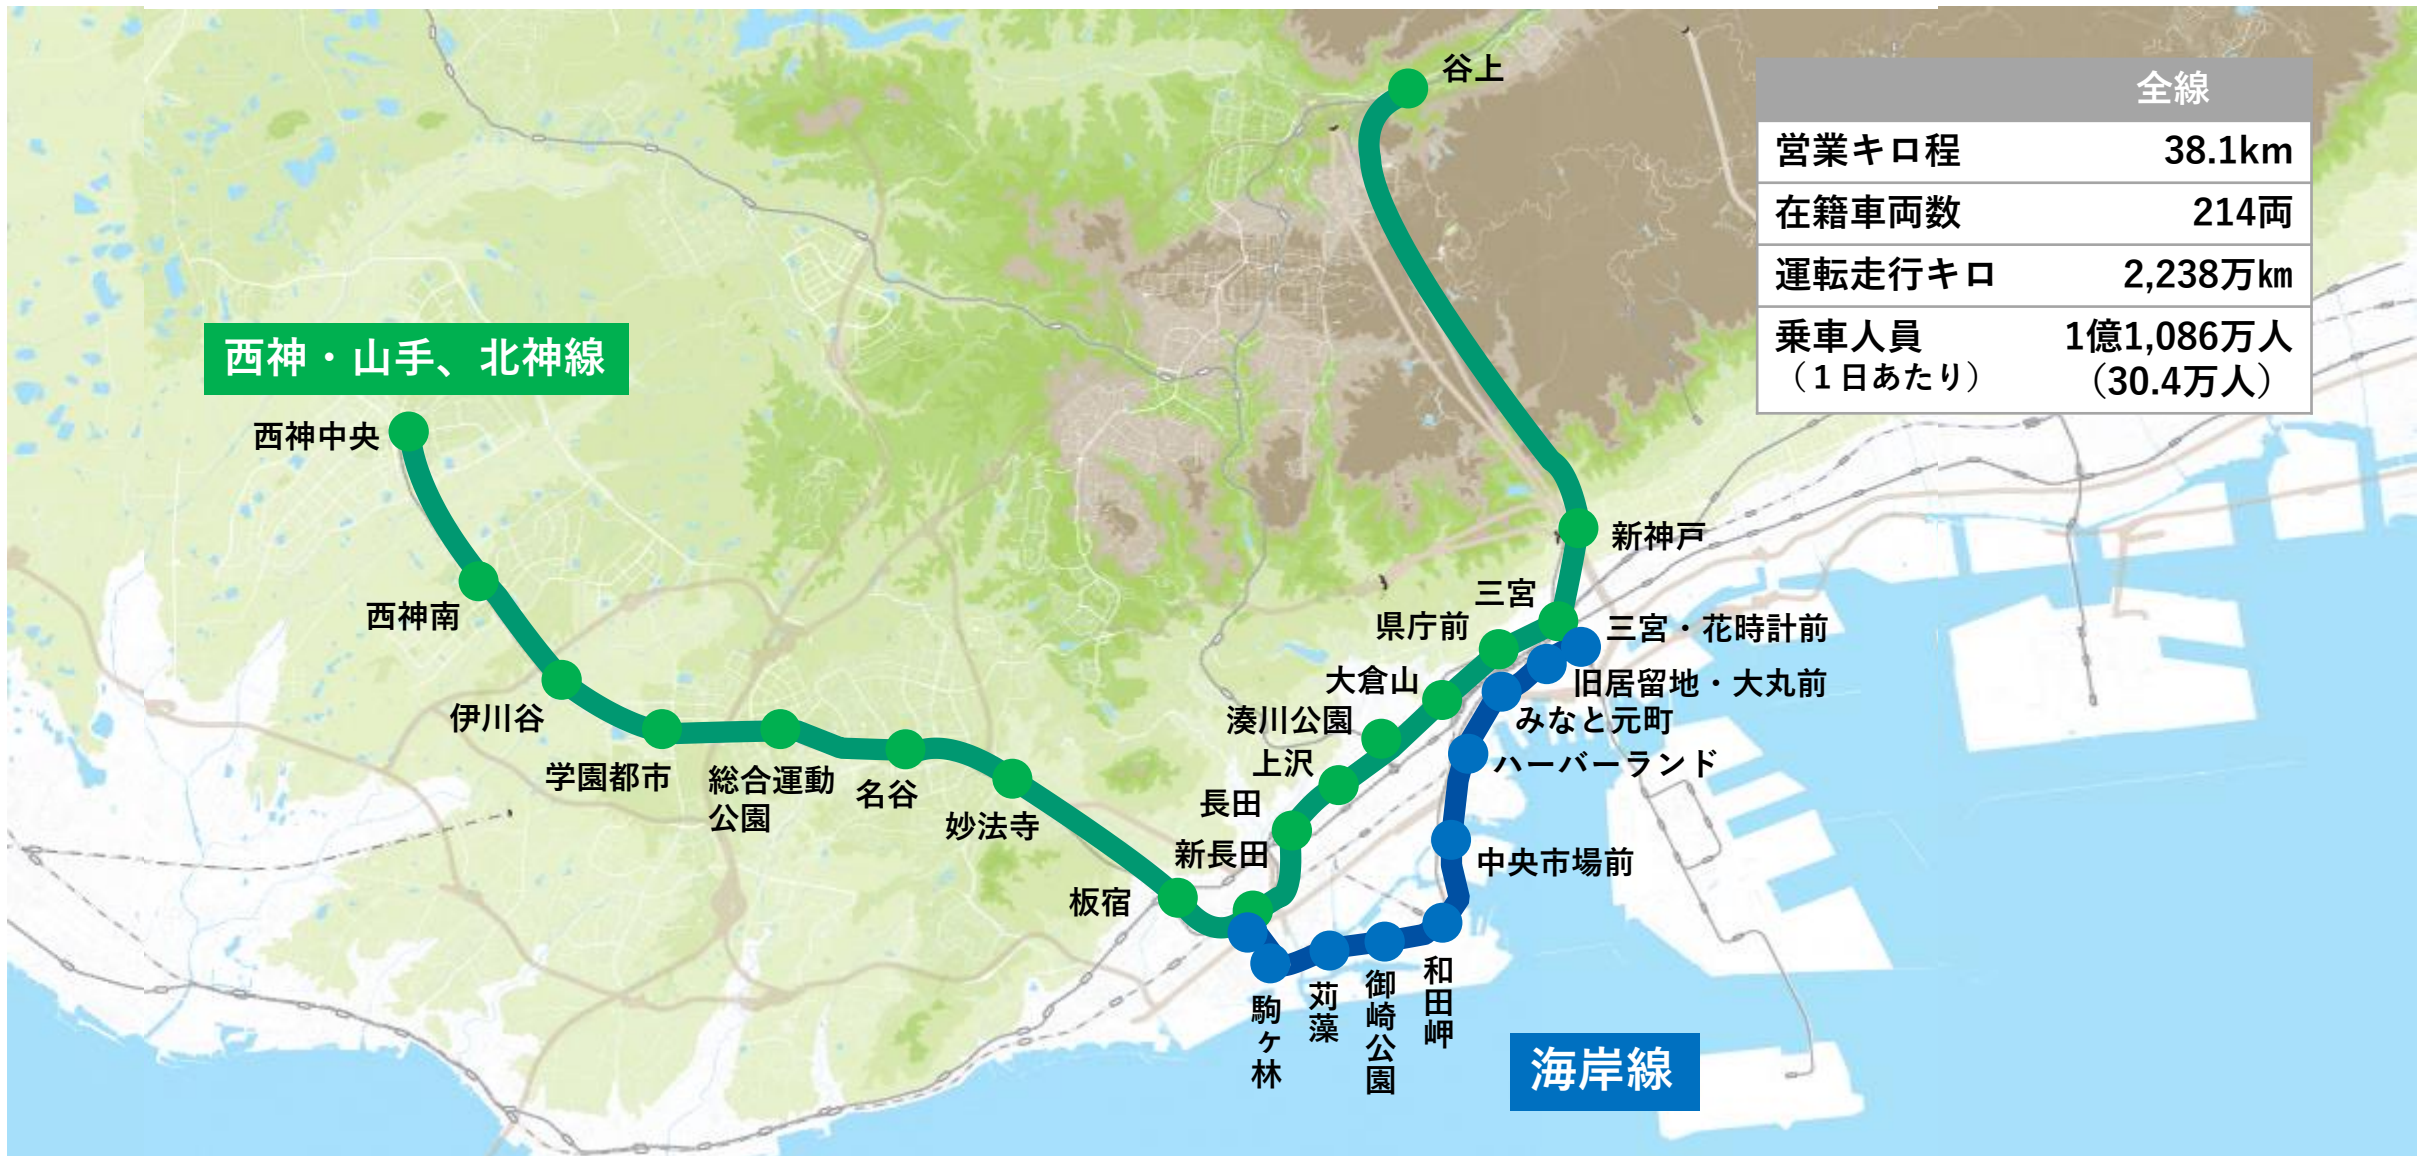 谷上
全線
営業キロ程 38.1km
在籍車両数 214両
運転走行キロ 2,238万㎞
乗車人員 1億1,086万人
（１日あたり） （30.4万人）
西神・山手、北神線
西神中央
西神南
伊川谷
学園都市
総合運動
公園
名谷
妙法寺
板宿
新長田
長田
上沢
湊川公園
大倉山
県庁前
三宮
新神戸
三宮・花時計前
旧居留地・大丸前
みなと元町
ハーバーランド
中央市場前
和田岬
御崎公園
苅藻
駒ヶ林
海岸線